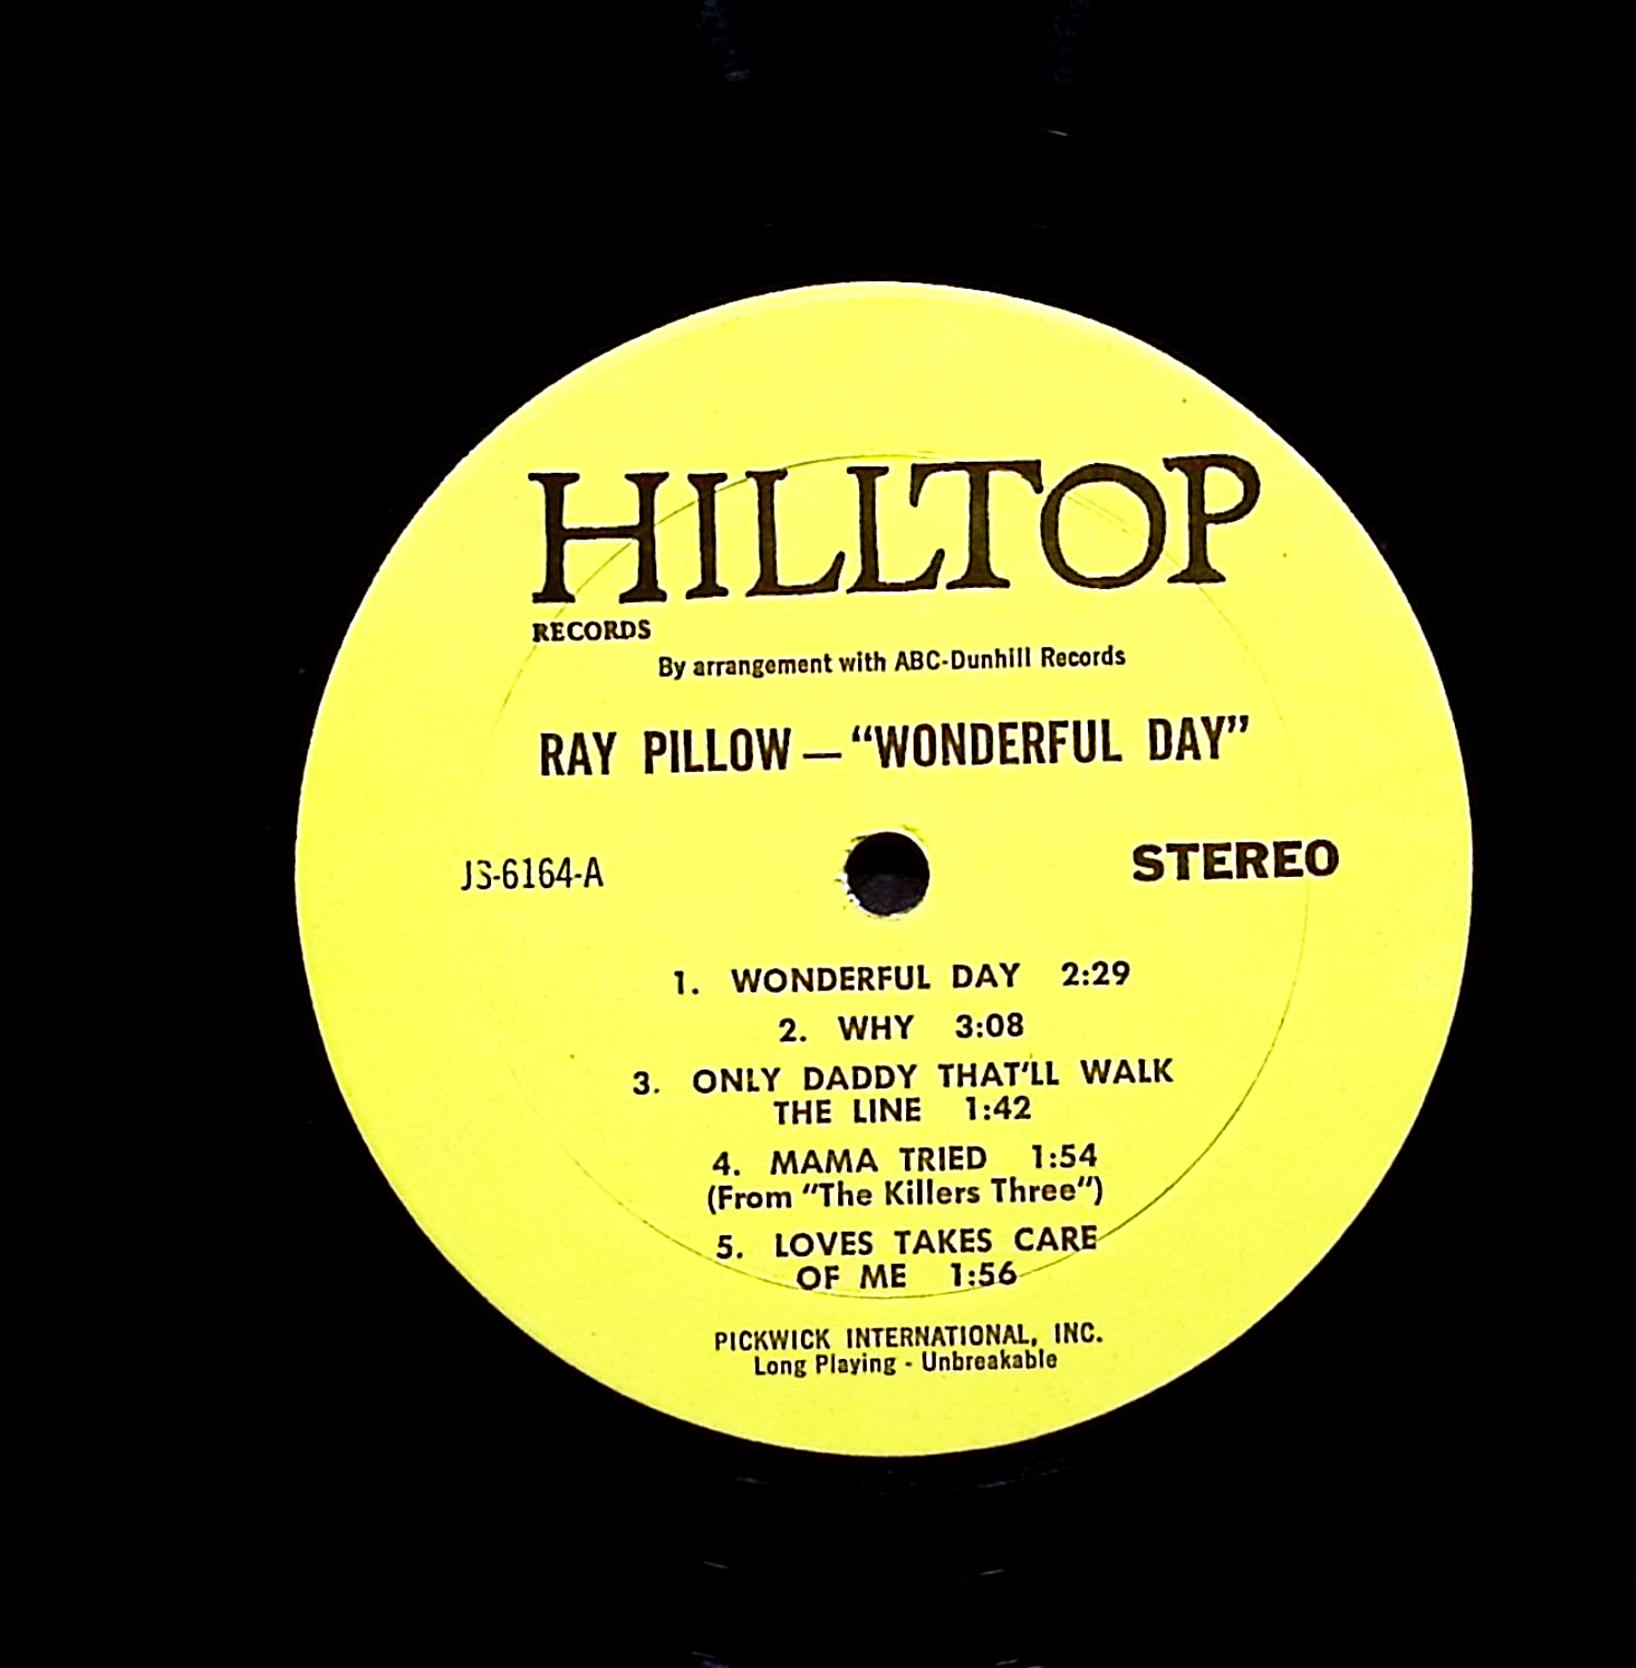 HILLTOP
RECORDS
By arrangement with ABC-Dunhill Records
RAY PILLOW — "WONDERFUL DAY"
JS-6164-A
STEREO
1. WONDERFUL DAY 2:29
2. WHY 3:08
3. ONLY DADDY THAT'LL WALK
THE LINE 1:42
4. MAMA TRIED 1:54
(From "The Killers Three")
5. LOVES TAKES CARE
OF ME 1:56
PICKWICK INTERNATIONAL, INC.
Long Playing - Unbreakable